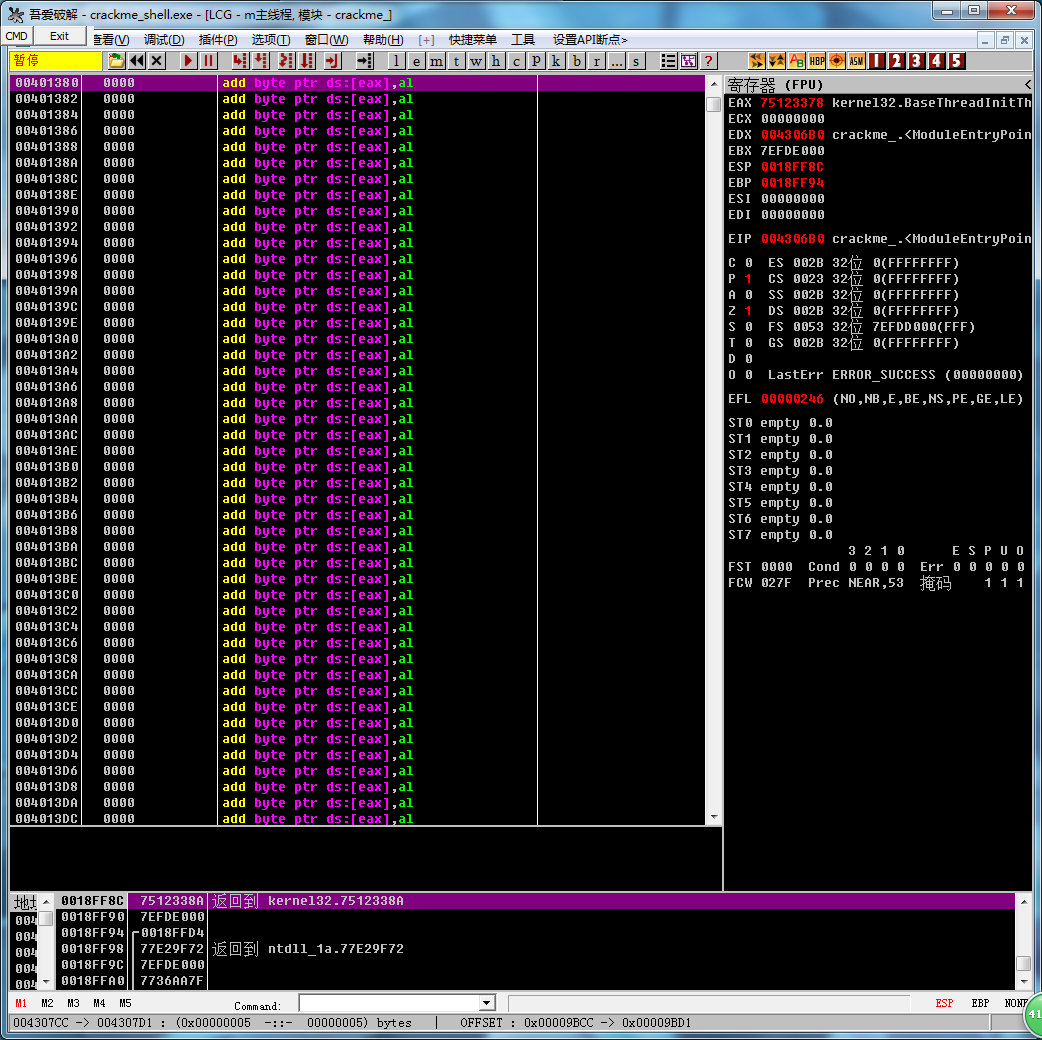 吾爱破解 - crackme_shell.exe - [LCG - m主线程, 模块 - crackme_]
CMD Exit 查看(V) 调试(D) 插件(P) 选项(T) 窗口(W) 帮助(H) [+] 快捷菜单 工具 设置API断点>
暂停 l e m t w h c p k b r ... s ? AB HBP ASM 1 2 3 4 5
00401380 0000 add byte ptr ds:[eax],al
00401382 0000 add byte ptr ds:[eax],al
00401384 0000 add byte ptr ds:[eax],al
00401386 0000 add byte ptr ds:[eax],al
00401388 0000 add byte ptr ds:[eax],al
0040138A 0000 add byte ptr ds:[eax],al
0040138C 0000 add byte ptr ds:[eax],al
0040138E 0000 add byte ptr ds:[eax],al
00401390 0000 add byte ptr ds:[eax],al
00401392 0000 add byte ptr ds:[eax],al
00401394 0000 add byte ptr ds:[eax],al
00401396 0000 add byte ptr ds:[eax],al
00401398 0000 add byte ptr ds:[eax],al
0040139A 0000 add byte ptr ds:[eax],al
0040139C 0000 add byte ptr ds:[eax],al
0040139E 0000 add byte ptr ds:[eax],al
004013A0 0000 add byte ptr ds:[eax],al
004013A2 0000 add byte ptr ds:[eax],al
004013A4 0000 add byte ptr ds:[eax],al
004013A6 0000 add byte ptr ds:[eax],al
004013A8 0000 add byte ptr ds:[eax],al
004013AA 0000 add byte ptr ds:[eax],al
004013AC 0000 add byte ptr ds:[eax],al
004013AE 0000 add byte ptr ds:[eax],al
004013B0 0000 add byte ptr ds:[eax],al
004013B2 0000 add byte ptr ds:[eax],al
004013B4 0000 add byte ptr ds:[eax],al
004013B6 0000 add byte ptr ds:[eax],al
004013B8 0000 add byte ptr ds:[eax],al
004013BA 0000 add byte ptr ds:[eax],al
004013BC 0000 add byte ptr ds:[eax],al
004013BE 0000 add byte ptr ds:[eax],al
004013C0 0000 add byte ptr ds:[eax],al
004013C2 0000 add byte ptr ds:[eax],al
004013C4 0000 add byte ptr ds:[eax],al
004013C6 0000 add byte ptr ds:[eax],al
004013C8 0000 add byte ptr ds:[eax],al
004013CA 0000 add byte ptr ds:[eax],al
004013CC 0000 add byte ptr ds:[eax],al
004013CE 0000 add byte ptr ds:[eax],al
004013D0 0000 add byte ptr ds:[eax],al
004013D2 0000 add byte ptr ds:[eax],al
004013D4 0000 add byte ptr ds:[eax],al
004013D6 0000 add byte ptr ds:[eax],al
004013D8 0000 add byte ptr ds:[eax],al
004013DA 0000 add byte ptr ds:[eax],al
004013DC 0000 add byte ptr ds:[eax],al
寄存器 (FPU) <
EAX 75123378 kernel32.BaseThreadInitTh
ECX 00000000
EDX 004306B0 crackme_.<ModuleEntryPoin
EBX 7EFDE000
ESP 0018FF8C
EBP 0018FF94
ESI 00000000
EDI 00000000
EIP 004306B0 crackme_.<ModuleEntryPoin
C 0 ES 002B 32位 0(FFFFFFFF)
P 1 CS 0023 32位 0(FFFFFFFF)
A 0 SS 002B 32位 0(FFFFFFFF)
Z 1 DS 002B 32位 0(FFFFFFFF)
S 0 FS 0053 32位 7EFDD000(FFF)
T 0 GS 002B 32位 0(FFFFFFFF)
D 0
O 0 LastErr ERROR_SUCCESS (00000000)
EFL 00000246 (NO,NB,E,BE,NS,PE,GE,LE)
ST0 empty 0.0
ST1 empty 0.0
ST2 empty 0.0
ST3 empty 0.0
ST4 empty 0.0
ST5 empty 0.0
ST6 empty 0.0
ST7 empty 0.0
3 2 1 0 E S P U O
FST 0000 Cond 0 0 0 0 Err 0 0 0 0 0
FCW 027F Prec NEAR,53 掩码 1 1 1
地址
004
004
004
004
004
0018FF8C 7512338A 返回到 kernel32.7512338A
0018FF90 7EFDE000
0018FF94 0018FFD4
0018FF98 77E29F72 返回到 ntdll_1a.77E29F72
0018FF9C 7EFDE000
0018FFA0 7736AA7F
M1 M2 M3 M4 M5 Command: ESP EBP NONE
41
004307CC -> 004307D1 : (0x00000005 -::- 00000005) bytes | OFFSET : 0x00009BCC -> 0x00009BD1